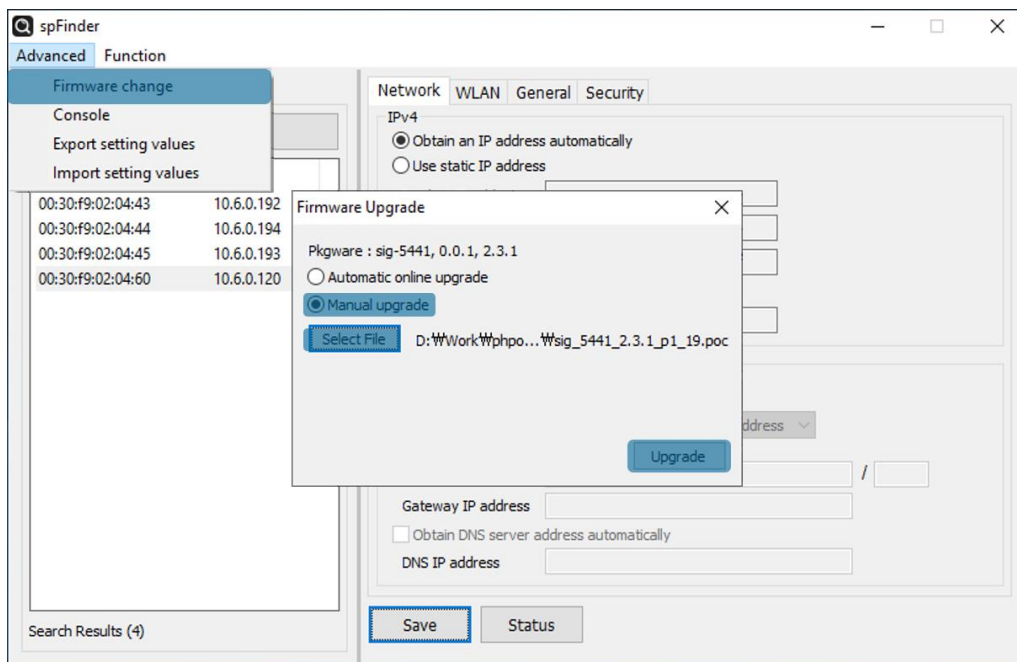 spFinder
Advanced Function
Firmware change
Console
Export setting values
Import setting values
00:30:f9:02:04:43 10.6.0.192
00:30:f9:02:04:44 10.6.0.194
00:30:f9:02:04:45 10.6.0.193
00:30:f9:02:04:60 10.6.0.120
Search Results (4)
Network WLAN General Security
IPv4
Obtain an IP address automatically
Use static IP address
Firmware Upgrade
Pkgware : sig-5441, 0.0.1, 2.3.1
Automatic online upgrade
Manual upgrade
Select File D:₩Work₩phpo...₩sig_5441_2.3.1_p1_19.poc
Upgrade
ddress
/
Gateway IP address
Obtain DNS server address automatically
DNS IP address
Save Status